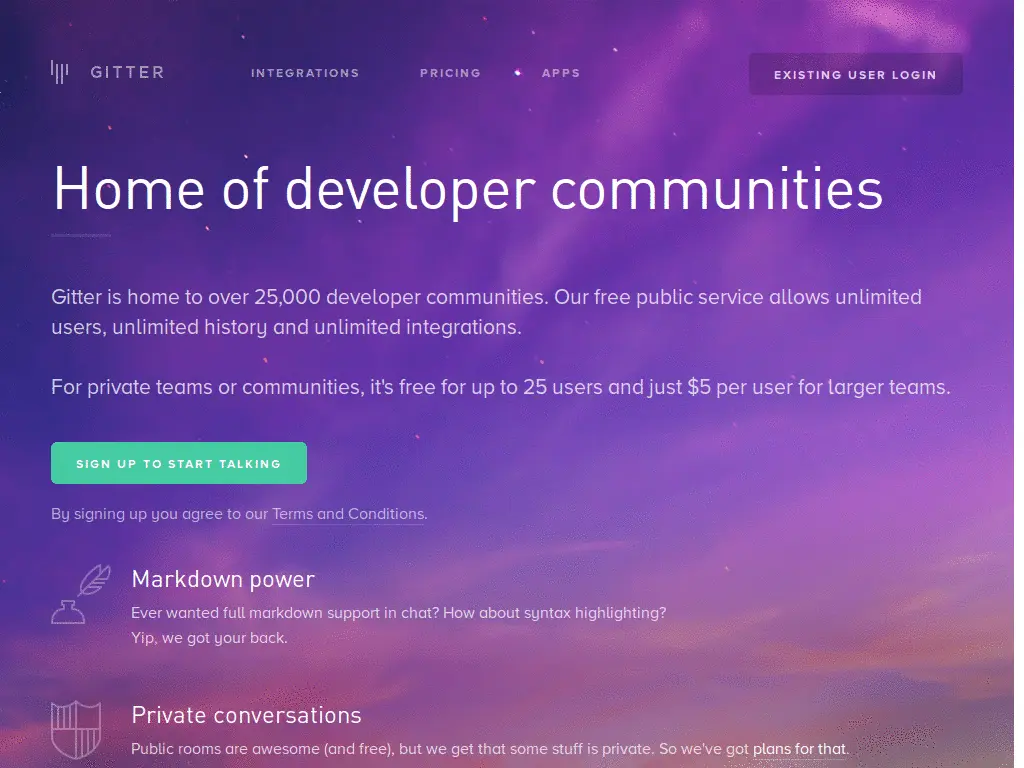 GITTER
INTEGRATIONS
PRICING
APPS
EXISTING USER LOGIN
Home of developer communities
Gitter is home to over 25,000 developer communities. Our free public service allows unlimited
users, unlimited history and unlimited integrations.
For private teams or communities, it's free for up to 25 users and just $5 per user for larger teams.
SIGN UP TO START TALKING
By signing up you agree to our Terms and Conditions.
Markdown power
Ever wanted full markdown support in chat? How about syntax highlighting?
Yip, we got your back.
Private conversations
Public rooms are awesome (and free), but we get that some stuff is private. So we've got plans for that.